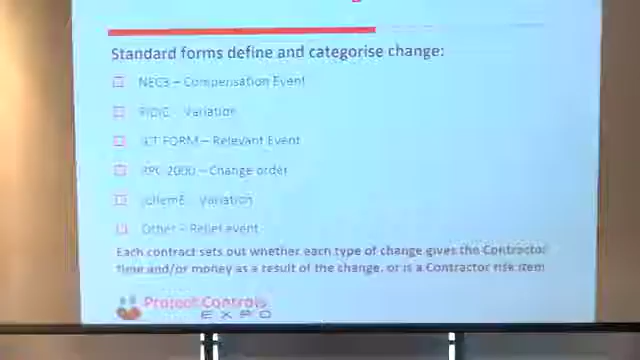 Standard forms define and categorise change:
NEC3 – Compensation Event
FIDIC – Variation
JCT FORM – Relevant Event
PPC 2000 – Change order
IChemE – Variation
Other – Relief event
Each contract sets out whether each type of change gives the Contractor
time and/or money as a result of the change, or is a Contractor risk item
Project Controls
EXPO